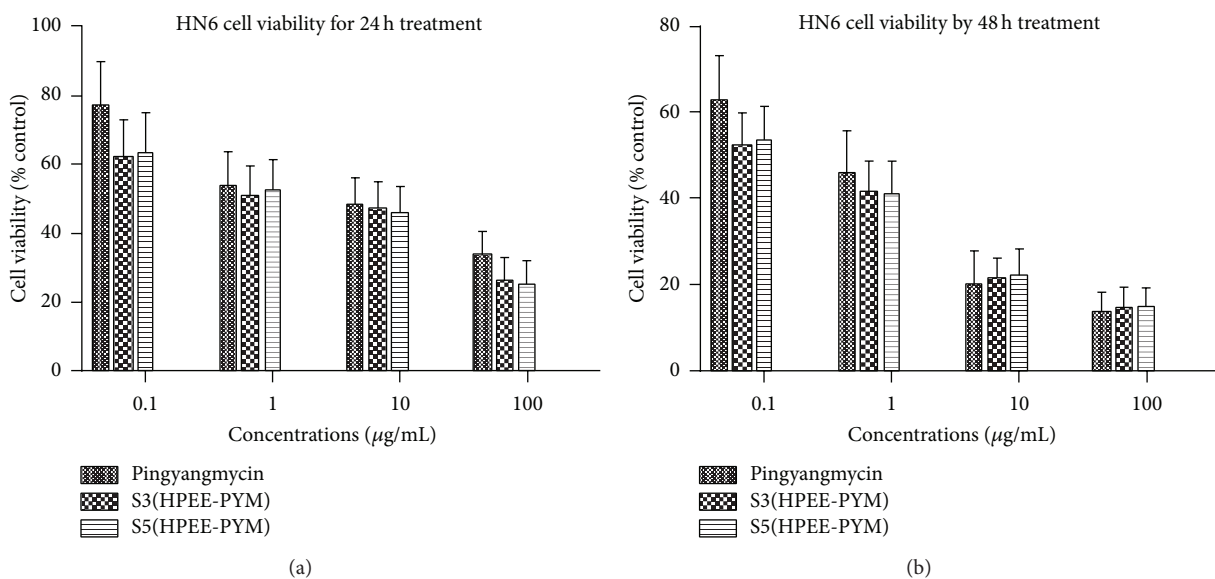 HN6 cell viability for 24 h treatment
100
80
60
40
20
0
Cell viability (% control)
0.1 1 10 100
Concentrations (μg/mL)
Pingyangmycin
S3(HPEE-PYM)
S5(HPEE-PYM)
(a)
HN6 cell viability by 48 h treatment
80
60
40
20
0
Cell viability (% control)
0.1 1 10 100
Concentrations (μg/mL)
Pingyangmycin
S3(HPEE-PYM)
S5(HPEE-PYM)
(b)